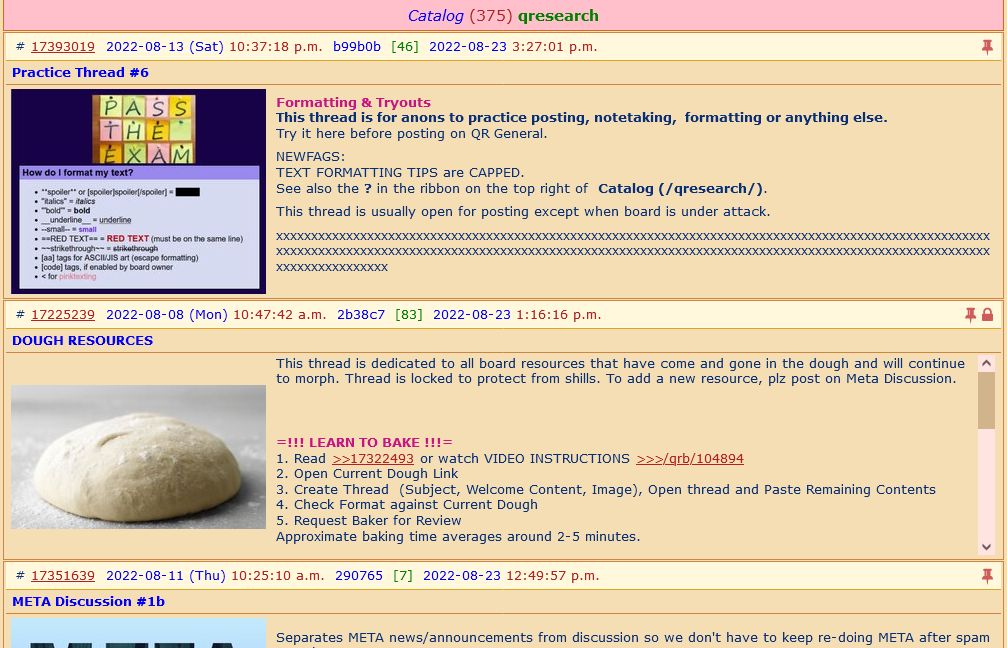 Catalog (375) qresearch
# 17393019 2022-08-13 (Sat) 10:37:18 p.m. b99b0b [46] 2022-08-23 3:27:01 p.m.
Practice Thread #6
PASS
THE
EXAM
How do I format my text?
**spoiler** or [spoiler]spoiler[/spoiler] =
"italics" = italics
'"bold"' = bold
__underline__ = underline
--small-- = small
==RED TEXT== = RED TEXT (must be on the same line)
~~strikethrough~~ = strikethrough
[aa] tags for ASCII/JIS art (escape formatting)
[code] tags, if enabled by board owner
< for pinktexting
Formatting & Tryouts
This thread is for anons to practice posting, notetaking, formatting or anything else.
Try it here before posting on QR General.
NEWFAGS:
TEXT FORMATTING TIPS are CAPPED.
See also the ? in the ribbon on the top right of Catalog (/qresearch/).
This thread is usually open for posting except when board is under attack.
xxxxxxxxxxxxxxxxxxxxxxxxxxxxxxxxxxxxxxxxxxxxxxxxxxxxxxxxxxxxxxxxxxxxxxxxxxxxxxxxxxxxxxxxxxxxxxxxxxxxxx
xxxxxxxxxxxxxxxxxxxxxxxxxxxxxxxxxxxxxxxxxxxxxxxxxxxxxxxxxxxxxxxxxxxxxxxxxxxxxxxxxxxxxxxxxxxxxxxxxxxxxx
xxxxxxxxxxxxxxxx
# 17225239 2022-08-08 (Mon) 10:47:42 a.m. 2b38c7 [83] 2022-08-23 1:16:16 p.m.
DOUGH RESOURCES
This thread is dedicated to all board resources that have come and gone in the dough and will continue
to morph. Thread is locked to protect from shills. To add a new resource, plz post on Meta Discussion.
=!!! LEARN TO BAKE !!!=
1. Read >>17322493 or watch VIDEO INSTRUCTIONS >>>/qrb/104894
2. Open Current Dough Link
3. Create Thread (Subject, Welcome Content, Image), Open thread and Paste Remaining Contents
4. Check Format against Current Dough
5. Request Baker for Review
Approximate baking time averages around 2-5 minutes.
# 17351639 2022-08-11 (Thu) 10:25:10 a.m. 290765 [7] 2022-08-23 12:49:57 p.m.
META Discussion #1b
META
Separates META news/announcements from discussion so we don't have to keep re-doing META after spam